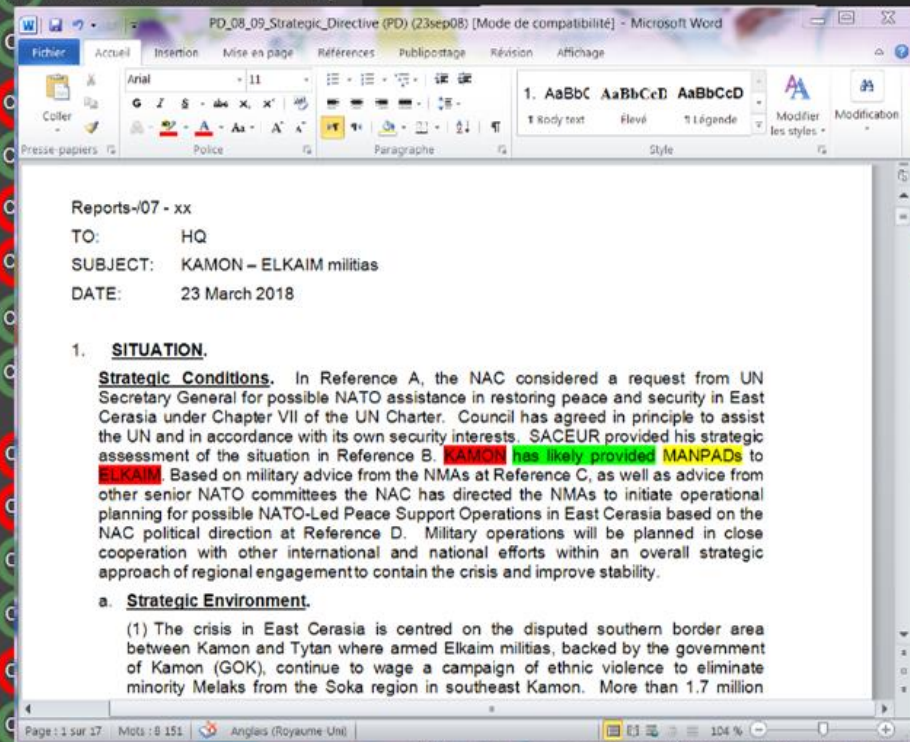 PD_08_09_Strategic_Directive (PD) (23sep08) [Mode de compatibilité] - Microsoft Word
Fichier Accueil Insertion Mise en page Références Publipostage Révision Affichage
Arial 11
Coller
G I S abc x, x'
1. AaBbC AaBbCcD AaBbCcD
¶ Body text Élevé ¶ Légende
Modifier les styles
Modification
Presse-papiers Police Paragraphe Style
Reports-/07 - xx
TO: HQ
SUBJECT: KAMON – ELKAIM militias
DATE: 23 March 2018
1. SITUATION.
Strategic Conditions. In Reference A, the NAC considered a request from UN
Secretary General for possible NATO assistance in restoring peace and security in East
Cerasia under Chapter VII of the UN Charter. Council has agreed in principle to assist
the UN and in accordance with its own security interests. SACEUR provided his strategic
assessment of the situation in Reference B. KAMON has likely provided MANPADs to
ELKAIM. Based on military advice from the NMAs at Reference C, as well as advice from
other senior NATO committees the NAC has directed the NMAs to initiate operational
planning for possible NATO-Led Peace Support Operations in East Cerasia based on the
NAC political direction at Reference D. Military operations will be planned in close
cooperation with other international and national efforts within an overall strategic
approach of regional engagement to contain the crisis and improve stability.
a. Strategic Environment.
(1) The crisis in East Cerasia is centred on the disputed southern border area
between Kamon and Tytan where armed Elkaim militias, backed by the government
of Kamon (GOK), continue to wage a campaign of ethnic violence to eliminate
minority Melaks from the Soka region in southeast Kamon. More than 1.7 million
Page : 1 sur 17 Mots : 8 151 Anglais (Royaume-Uni) 104 %